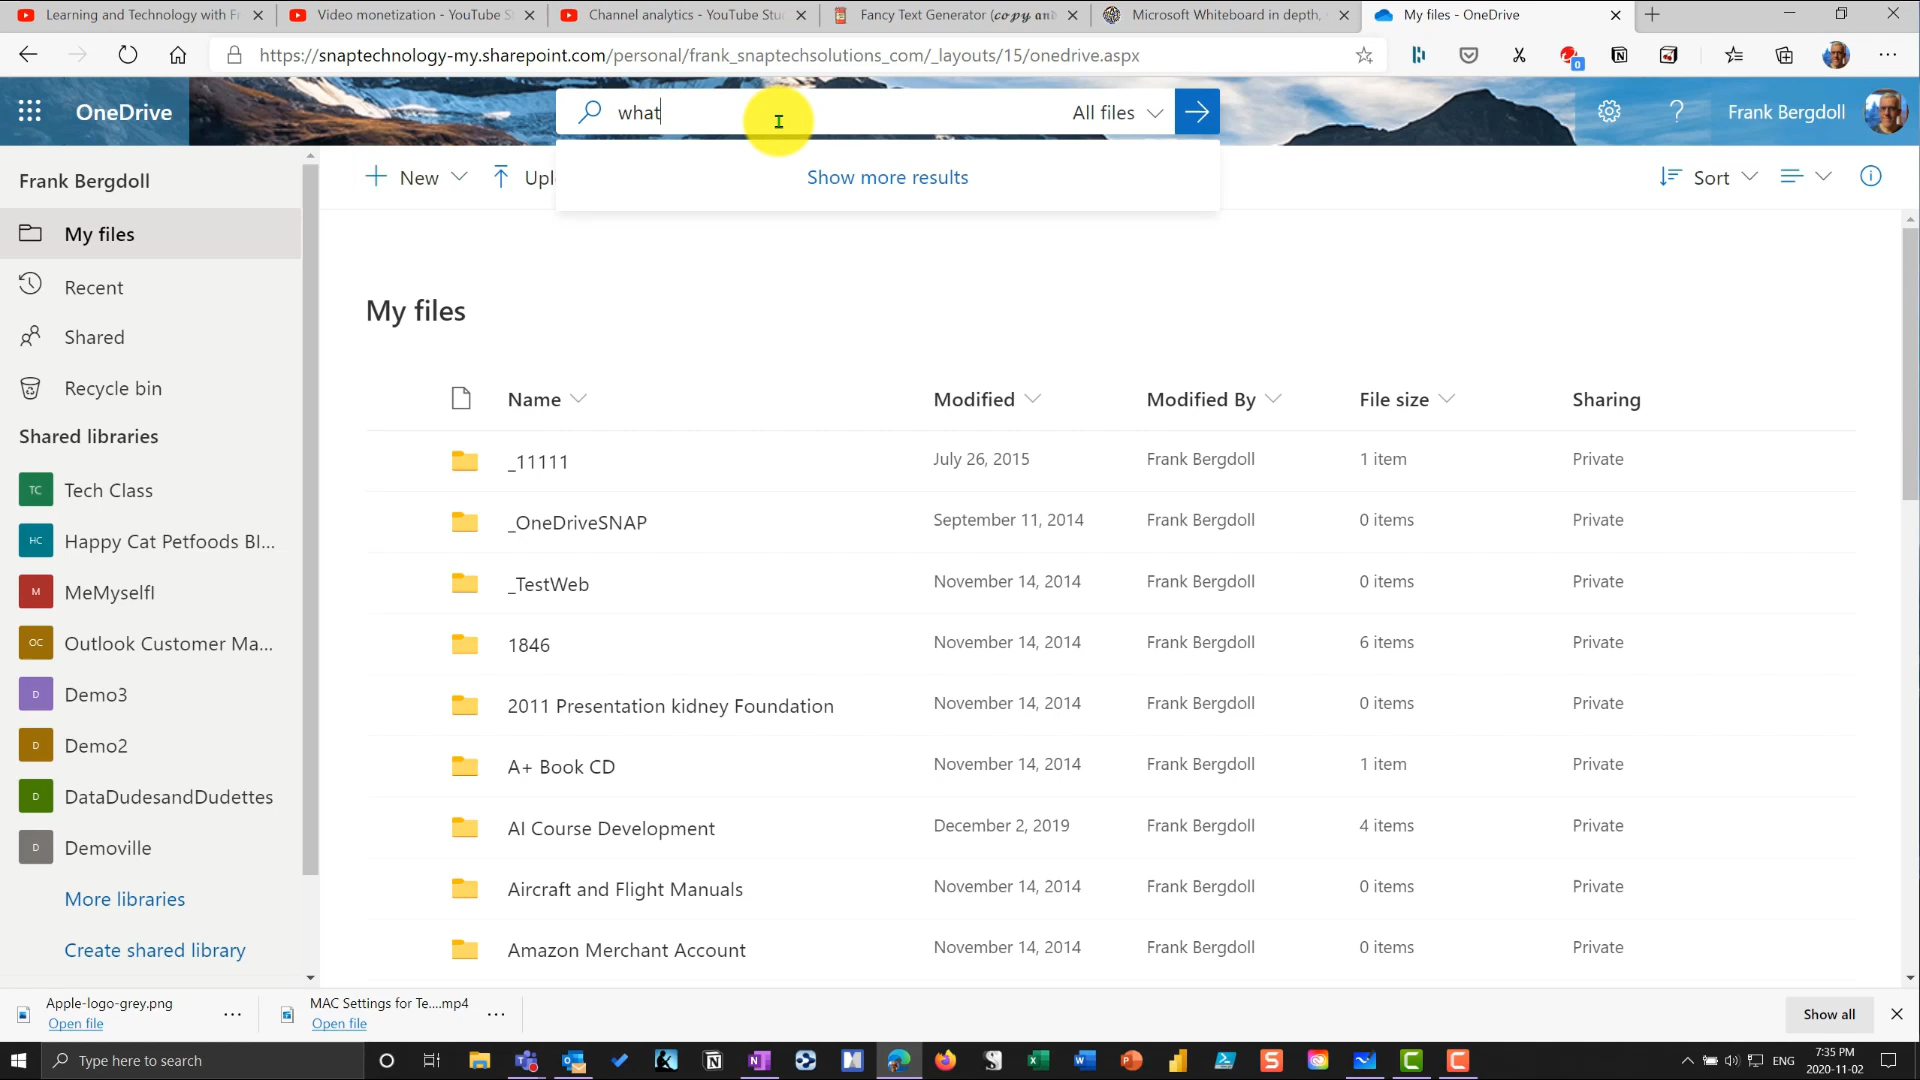 Learning and Technology with Fr
Video monetization - YouTube S
Channel analytics - YouTube Stu
Fancy Text Generator (𝓬𝓸𝓹𝔂 𝓪𝓷𝓭
Microsoft Whiteboard in depth,
My files - OneDrive
https://snaptechnology-my.sharepoint.com/personal/frank_snaptechsolutions_com/_layouts/15/onedrive.aspx
0
OneDrive
what
All files
?
Frank Bergdoll
Show more results
Frank Bergdoll
New
Upl
Sort
My files
Recent
Shared
Recycle bin
Shared libraries
TC Tech Class
HC Happy Cat Petfoods BI...
M MeMyselfI
OC Outlook Customer Ma...
D Demo3
D Demo2
D DataDudesandDudettes
D Demoville
More libraries
Create shared library
My files
Name Modified Modified By File size Sharing
_11111 July 26, 2015 Frank Bergdoll 1 item Private
_OneDriveSNAP September 11, 2014 Frank Bergdoll 0 items Private
_TestWeb November 14, 2014 Frank Bergdoll 0 items Private
1846 November 14, 2014 Frank Bergdoll 6 items Private
2011 Presentation kidney Foundation November 14, 2014 Frank Bergdoll 0 items Private
A+ Book CD November 14, 2014 Frank Bergdoll 1 item Private
AI Course Development December 2, 2019 Frank Bergdoll 4 items Private
Aircraft and Flight Manuals November 14, 2014 Frank Bergdoll 0 items Private
Amazon Merchant Account November 14, 2014 Frank Bergdoll 0 items Private
Apple-logo-grey.png
Open file
MAC Settings for Te....mp4
Open file
Show all
Type here to search
ENG
7:35 PM
2020-11-02